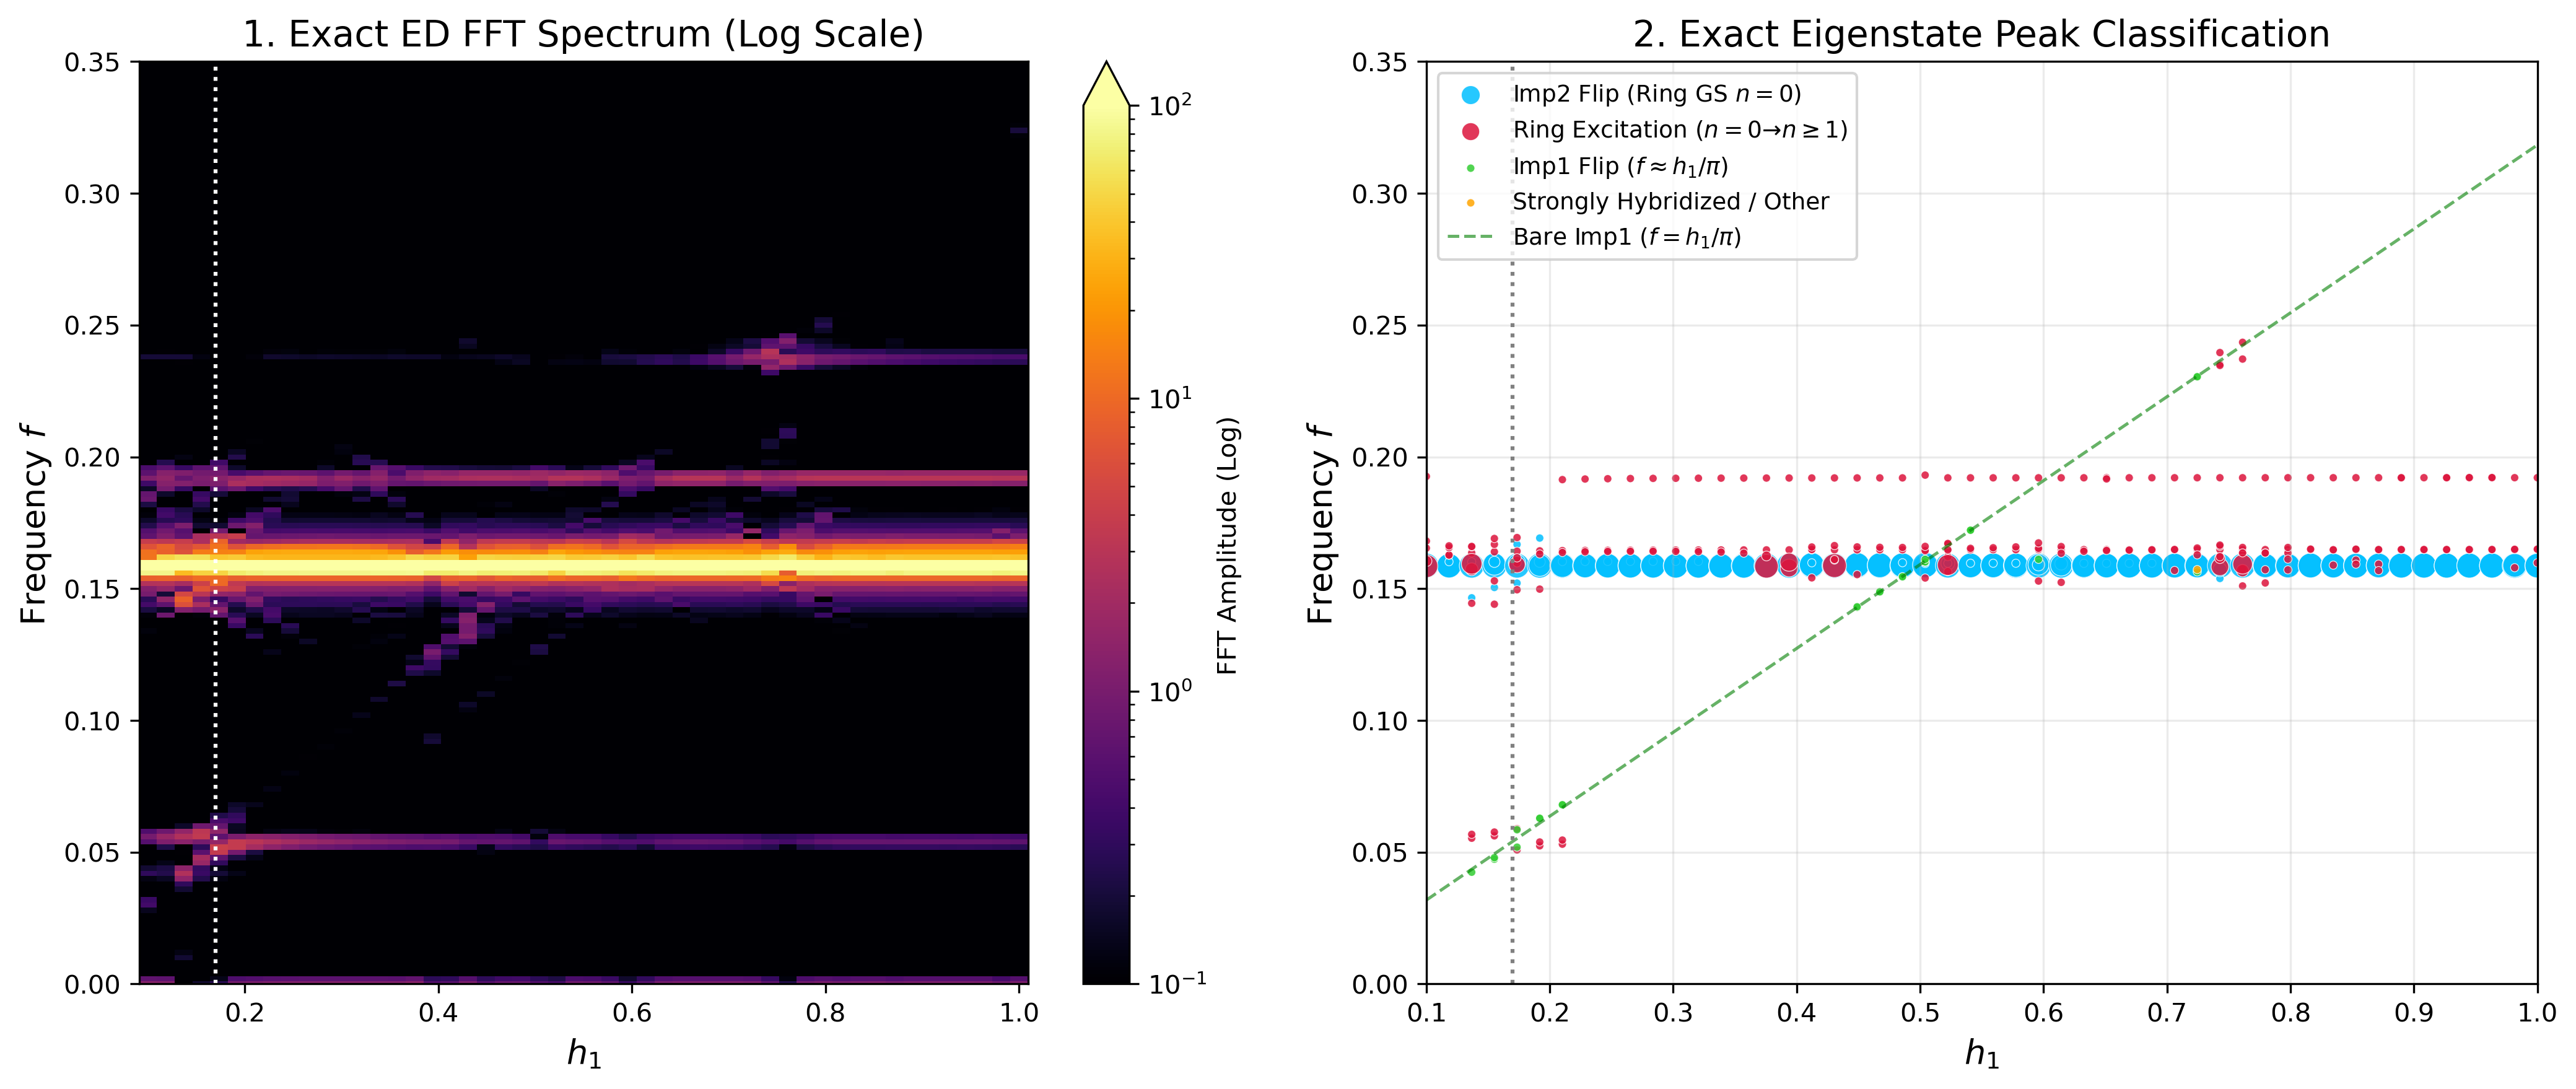 1. Exact ED FFT Spectrum (Log Scale)
Frequency f
0.35
0.30
0.25
0.20
0.15
0.10
0.05
0.00
0.2
0.4
0.6
0.8
1.0
h₁
10²
10¹
10⁰
10⁻¹
FFT Amplitude (Log)
2. Exact Eigenstate Peak Classification
Imp2 Flip (Ring GS n = 0)
Ring Excitation (n = 0→n ≥ 1)
Imp1 Flip (f ≈ h₁/π)
Strongly Hybridized / Other
Bare Imp1 (f = h₁/π)
Frequency f
0.35
0.30
0.25
0.20
0.15
0.10
0.05
0.00
0.1
0.2
0.3
0.4
0.5
0.6
0.7
0.8
0.9
1.0
h₁